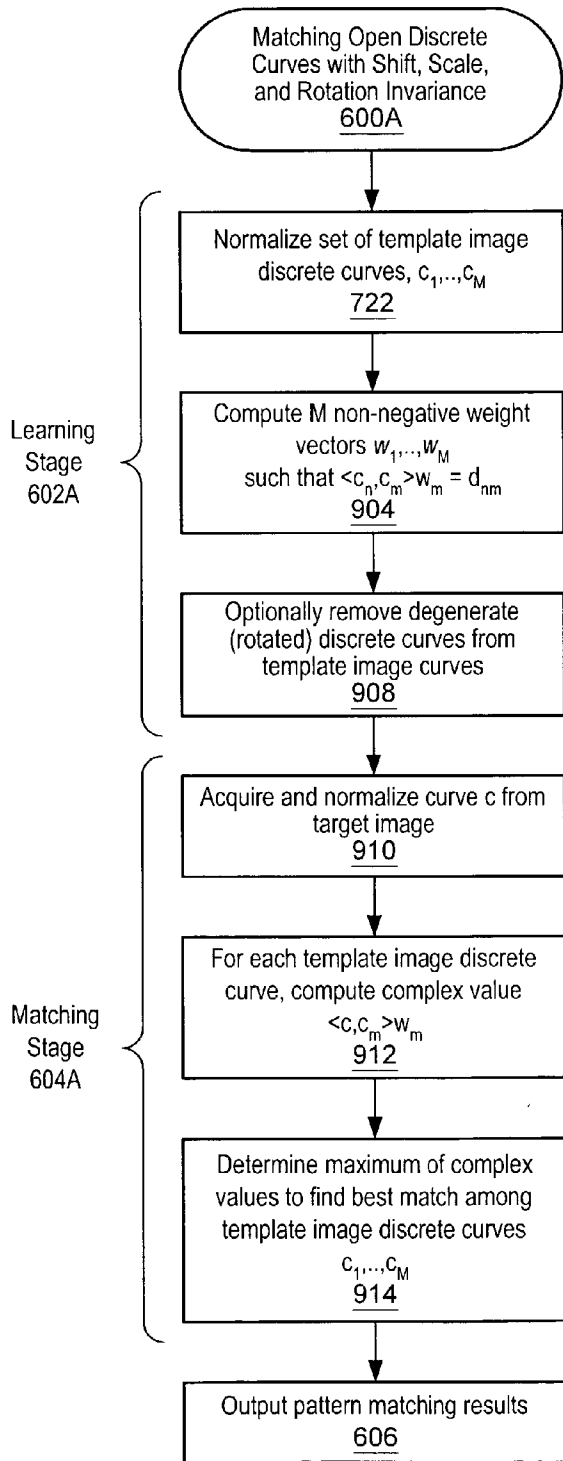 Matching Open Discrete
Curves with Shift, Scale,
and Rotation Invariance
600A
Normalize set of template image
discrete curves, c1,..,cM
722
Compute M non-negative weight
vectors w1,..,wM
such that <cn,cm>wm = dnm
904
Optionally remove degenerate
(rotated) discrete curves from
template image curves
908
Learning
Stage
602A
Acquire and normalize curve c from
target image
910
For each template image discrete
curve, compute complex value
<c,cm>wm
912
Determine maximum of complex
values to find best match among
template image discrete curves
c1,..,cM
914
Matching
Stage
604A
Output pattern matching results
606